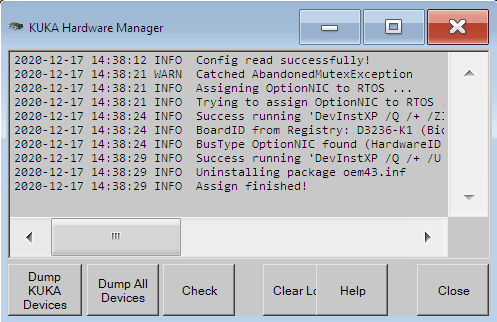 KUKA Hardware Manager
2020-12-17 14:38:12 INFO Config read successfully!
2020-12-17 14:38:21 WARN Catched AbandonedMutexException
2020-12-17 14:38:21 INFO Assigning OptionNIC to RTOS ...
2020-12-17 14:38:21 INFO Trying to assign OptionNIC to RTOS .
2020-12-17 14:38:24 INFO Success running 'DevInstXP /Q /+ /ZI
2020-12-17 14:38:24 INFO BoardID from Registry: D3236-K1 (Bio
2020-12-17 14:38:24 INFO BusType OptionNIC found (HardwareID
2020-12-17 14:38:29 INFO Success running 'DevInstXP /Q /+ /U
2020-12-17 14:38:29 INFO Uninstalling package oem43.inf
2020-12-17 14:38:29 INFO Assign finished!
Dump KUKA Devices
Dump All Devices
Check
Clear Lo
Help
Close